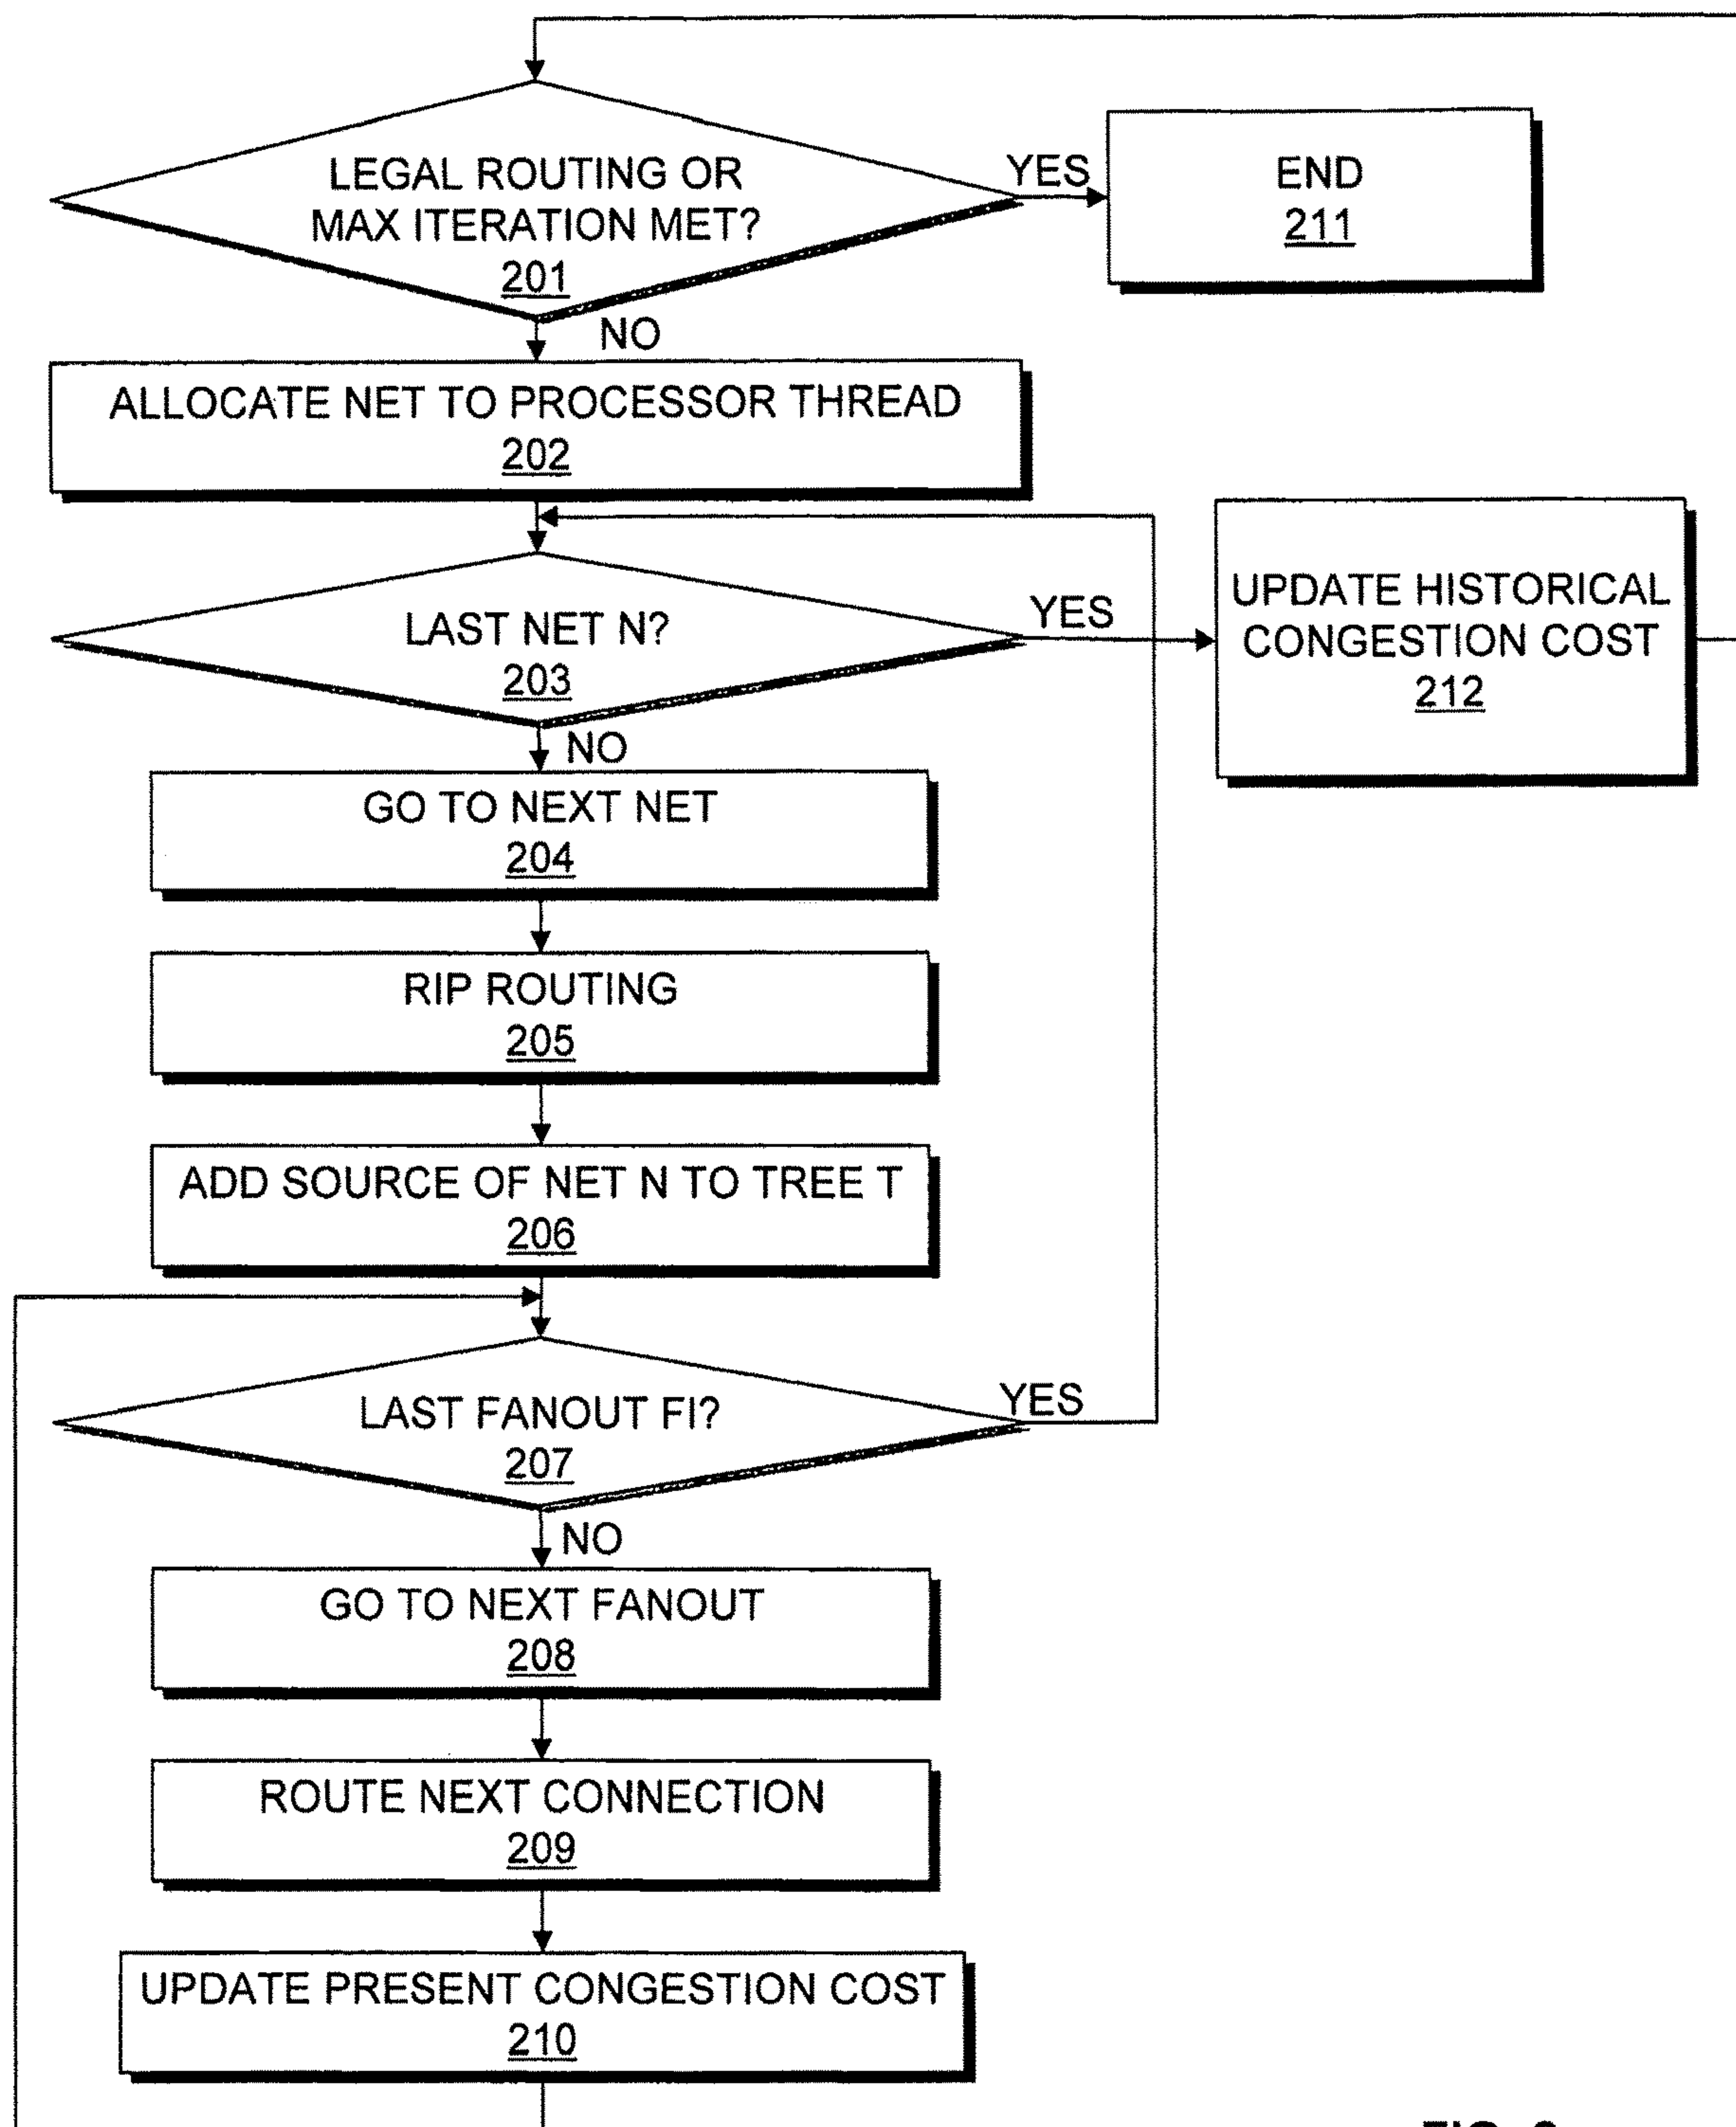 LEGAL ROUTING OR
MAX ITERATION MET?
201
YES
END
211
NO
ALLOCATE NET TO PROCESSOR THREAD
202
LAST NET N?
203
YES
UPDATE HISTORICAL
CONGESTION COST
212
NO
GO TO NEXT NET
204
RIP ROUTING
205
ADD SOURCE OF NET N TO TREE T
206
LAST FANOUT FI?
207
YES
NO
GO TO NEXT FANOUT
208
ROUTE NEXT CONNECTION
209
UPDATE PRESENT CONGESTION COST
210